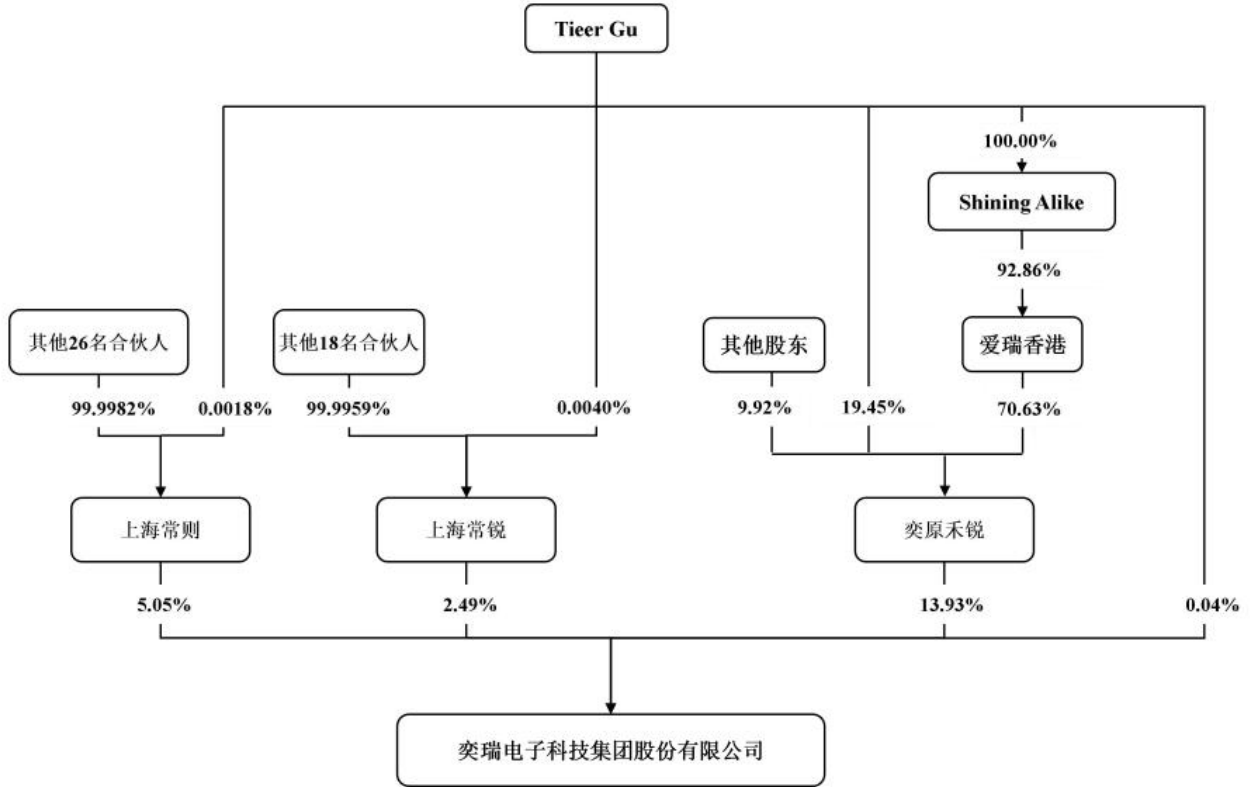 Tieer Gu
100.00%
Shining Alike
92.86%
其他26名合伙人
其他18名合伙人
其他股东
爱瑞香港
99.9982%
0.0018%
99.9959%
0.0040%
9.92%
19.45%
70.63%
上海常则
上海常锐
奕原禾锐
5.05%
2.49%
13.93%
0.04%
奕瑞电子科技集团股份有限公司